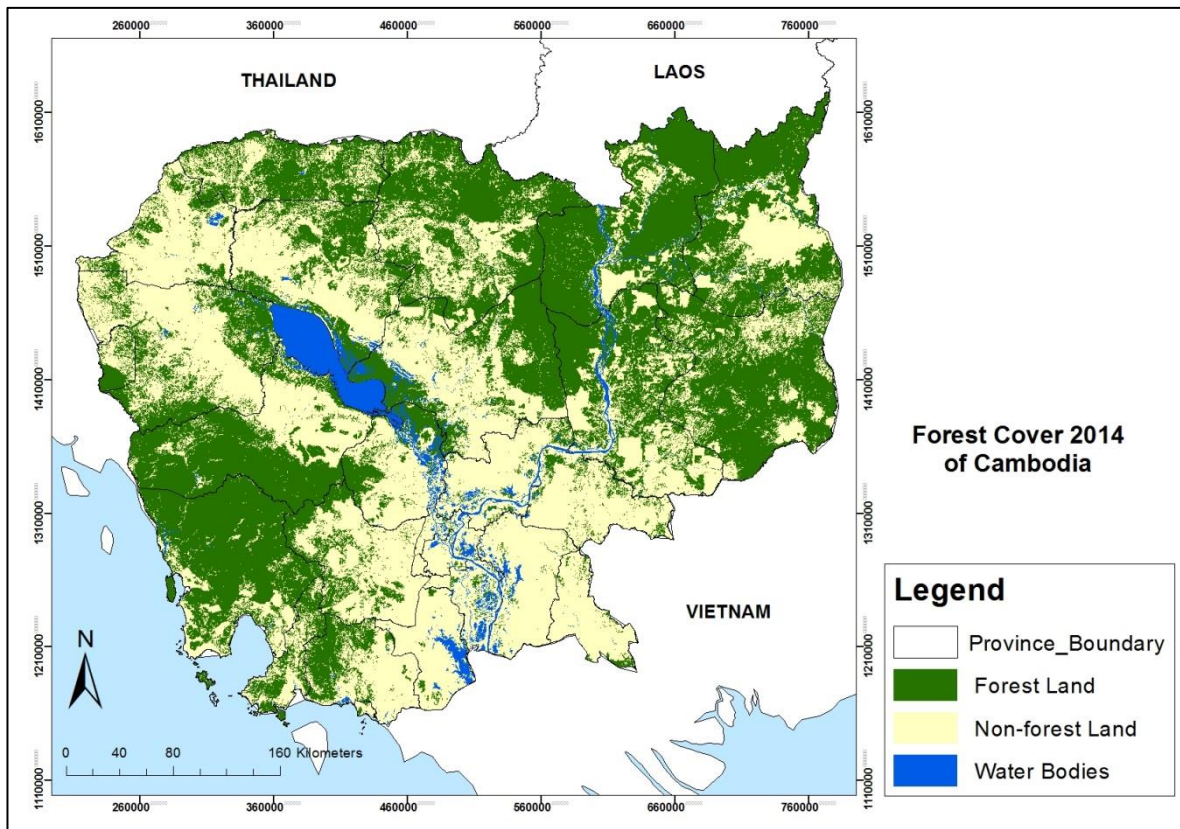 260000 360000 460000 560000 660000 760000
THAILAND
LAOS
1610000
1610000
1510000
1510000
1410000
1410000
Forest Cover 2014
of Cambodia
1310000
1310000
Legend
VIETNAM
Province_Boundary
N
1210000
1210000
Forest Land
Non-forest Land
0 40 80 160 Kilometers
Water Bodies
1110000
1110000
260000 360000 460000 560000 660000 760000